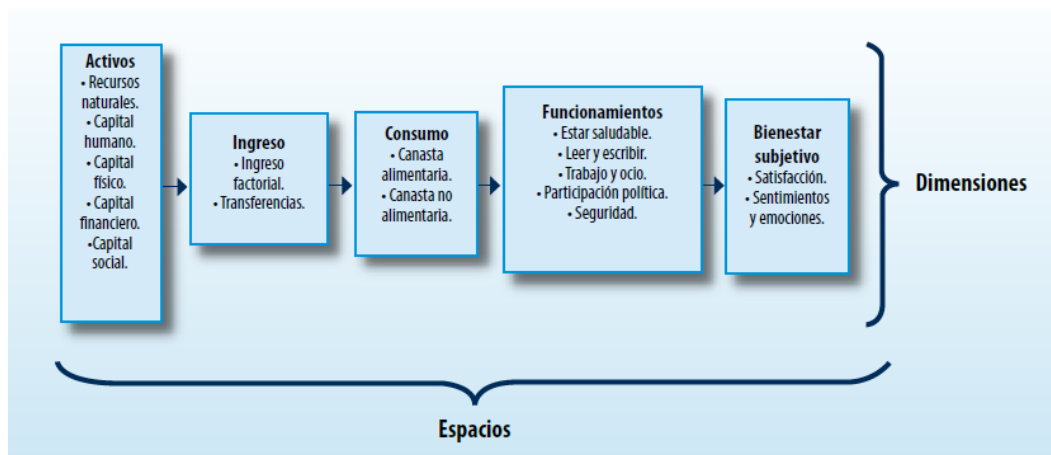 Activos
• Recursos
naturales.
• Capital
humano.
• Capital
físico.
• Capital
financiero.
•Capital
social.
Ingreso
• Ingreso
factorial.
• Transferencias.
Consumo
• Canasta
alimentaria.
• Canasta no
alimentaria.
Funcionamientos
• Estar saludable.
• Leer y escribir.
• Trabajo y ocio.
• Participación política.
• Seguridad.
Bienestar
subjetivo
• Satisfacción.
• Sentimientos
y emociones.
Dimensiones
Espacios